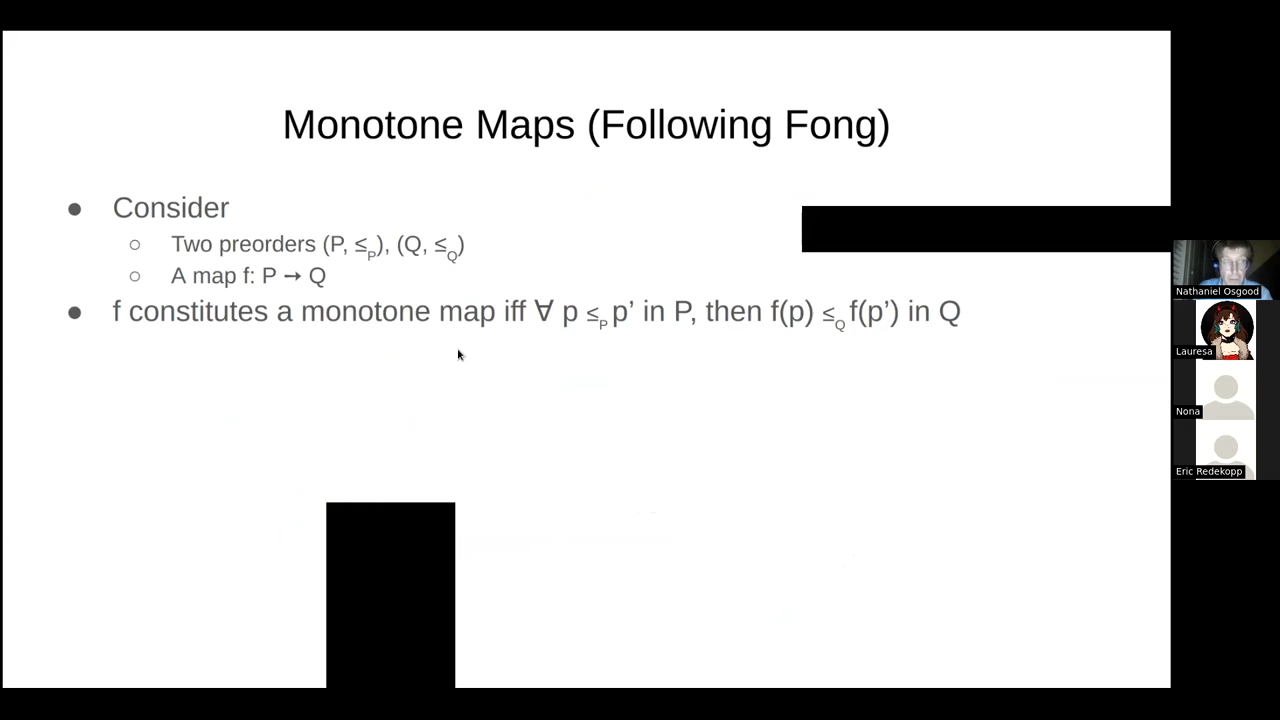 Monotone Maps (Following Fong)
● Consider
○ Two preorders (P, ≤P), (Q, ≤Q)
○ A map f: P → Q
● f constitutes a monotone map iff ∀ p ≤P p’ in P, then f(p) ≤Q f(p’) in Q
Nathaniel Osgood
Lauresa
Nona
Eric Redekopp